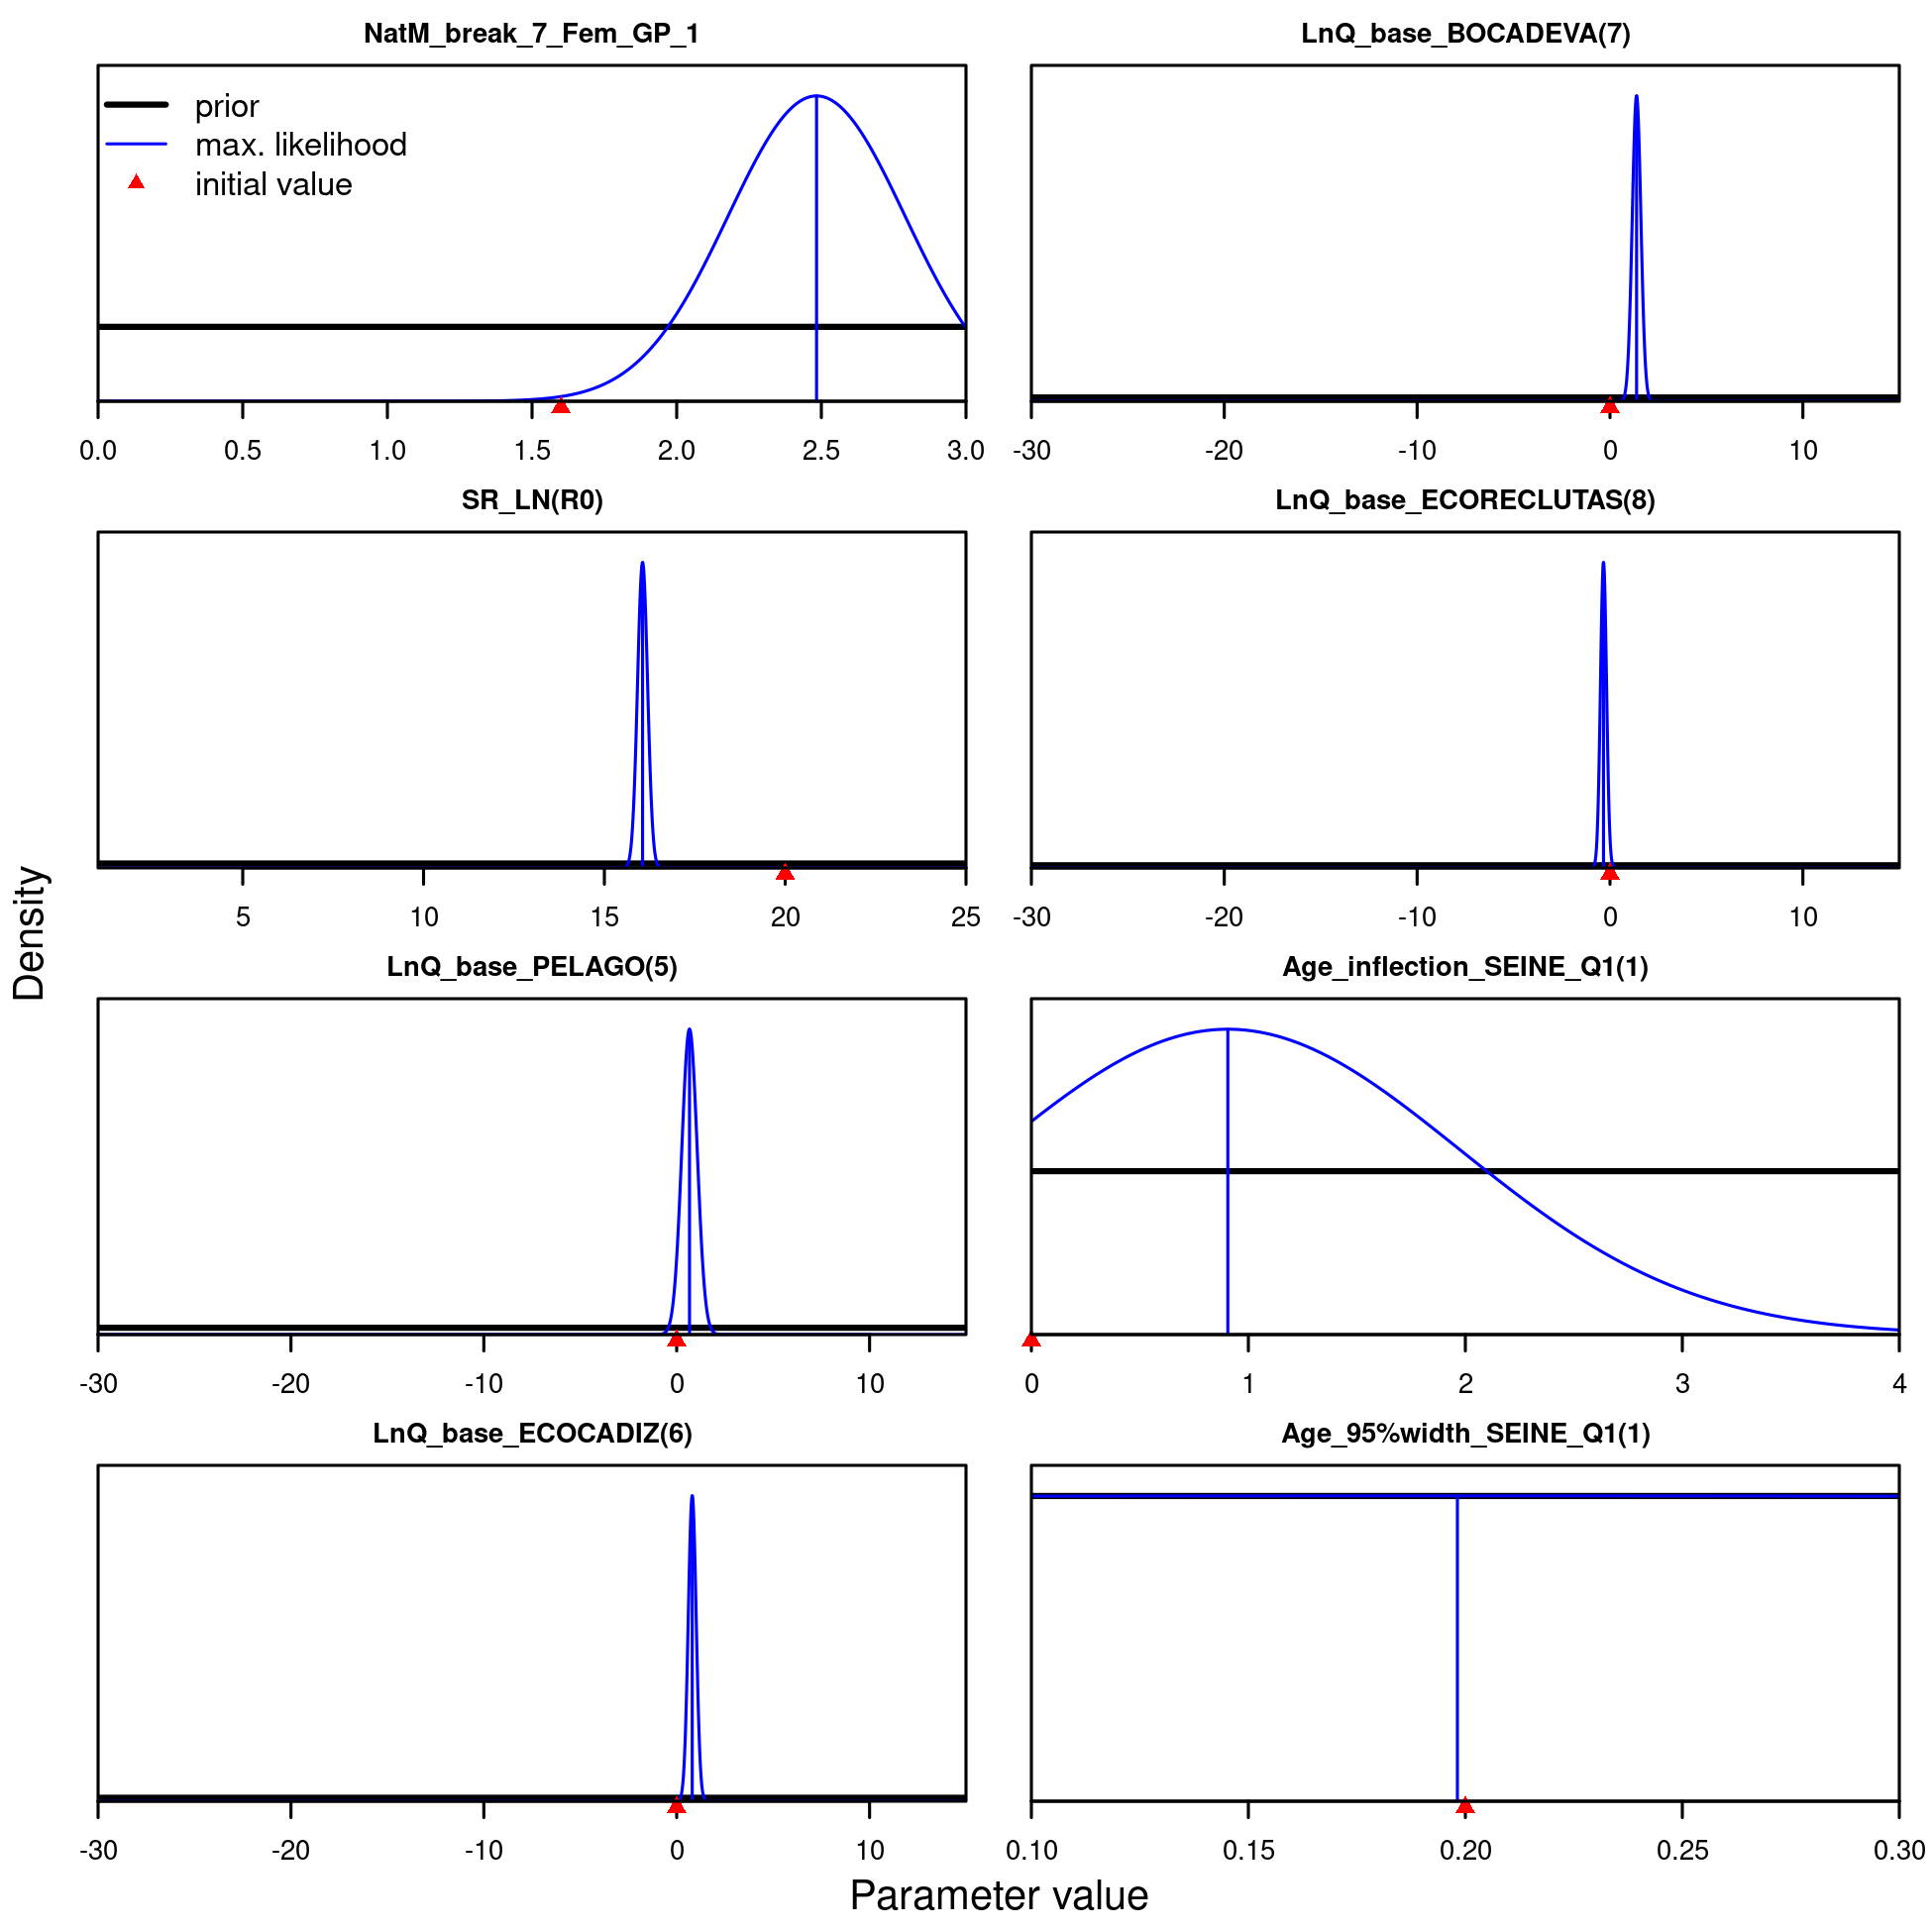 NatM_break_7_Fem_GP_1
prior
max. likelihood
initial value
0.0 0.5 1.0 1.5 2.0 2.5 3.0
LnQ_base_BOCADEVA(7)
-30 -20 -10 0 10
SR_LN(R0)
5 10 15 20 25
LnQ_base_ECORECLUTAS(8)
-30 -20 -10 0 10
Density
LnQ_base_PELAGO(5)
-30 -20 -10 0 10
Age_inflection_SEINE_Q1(1)
0 1 2 3 4
LnQ_base_ECOCADIZ(6)
-30 -20 -10 0 10
Age_95%width_SEINE_Q1(1)
0.10 0.15 0.20 0.25 0.30
Parameter value